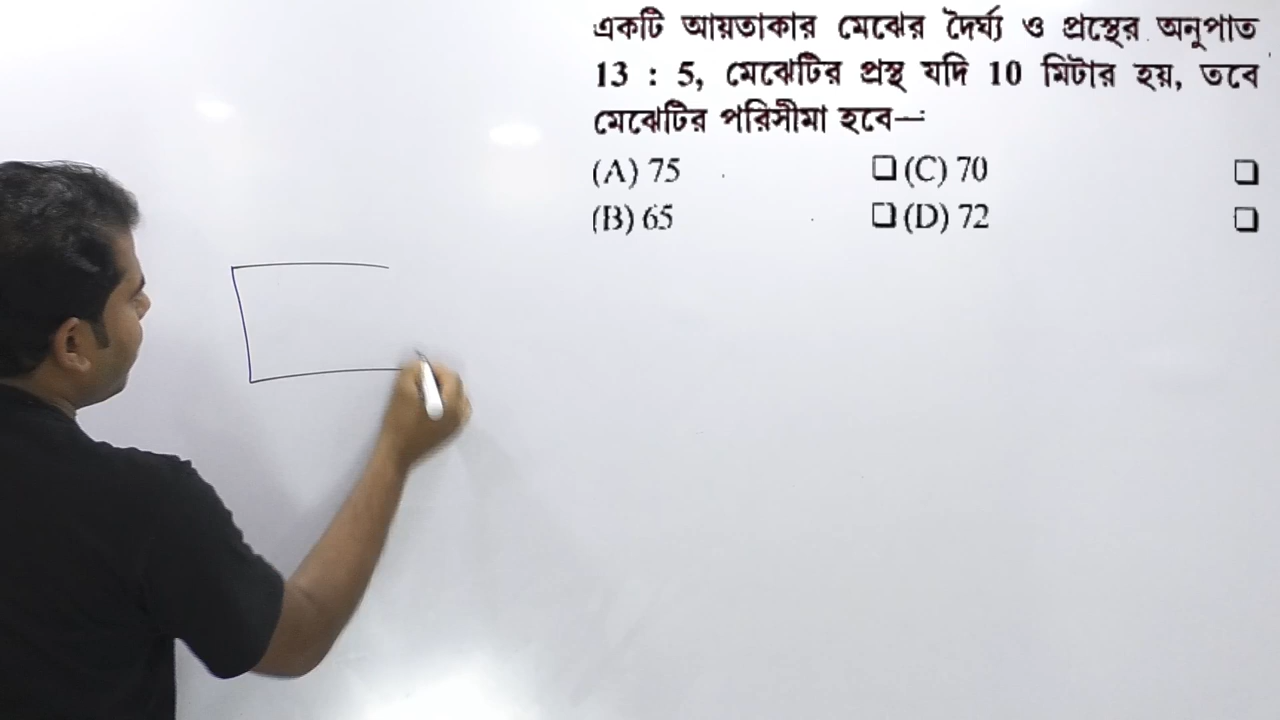 একটি আয়তাকার মেঝের দৈর্ঘ্য ও প্রস্থের অনুপাত
13 : 5, মেঝেটির প্রস্থ যদি 10 মিটার হয়, তবে
মেঝেটির পরিসীমা হবে—
(A) 75 ❑ (C) 70 ❑
(B) 65 ❑ (D) 72 ❑